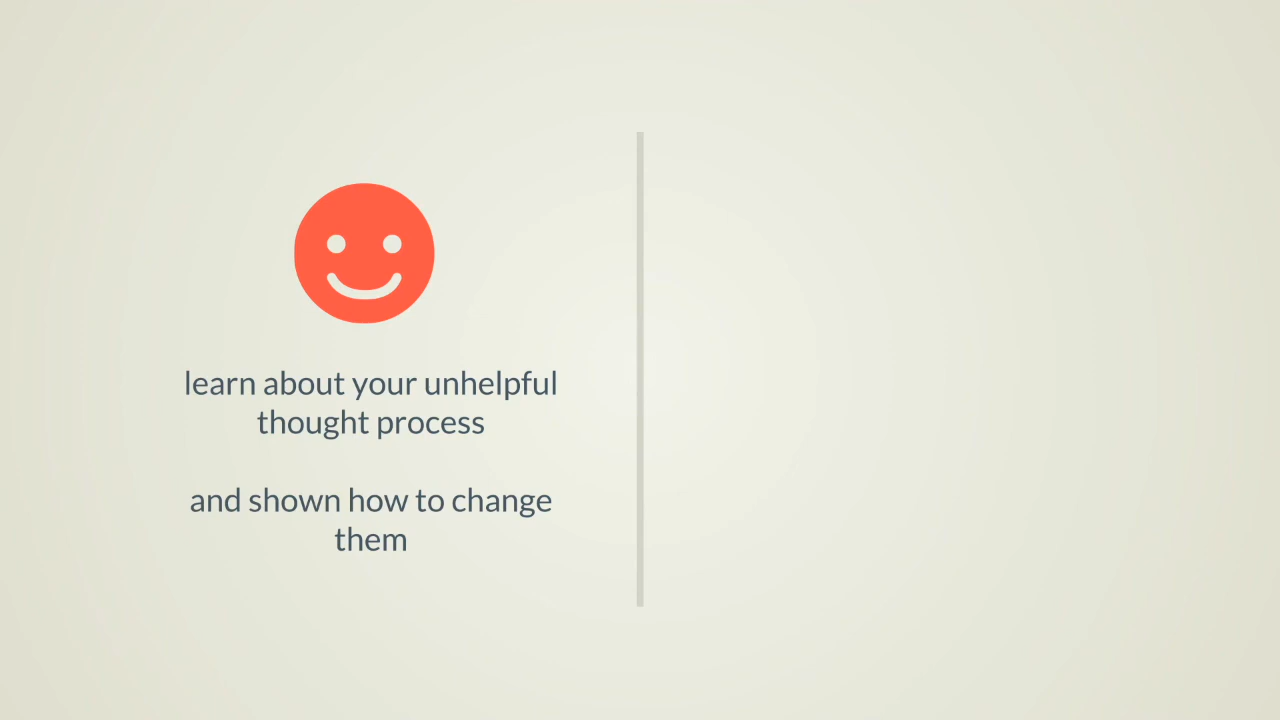 learn about your unhelpful
thought process
and shown how to change
them